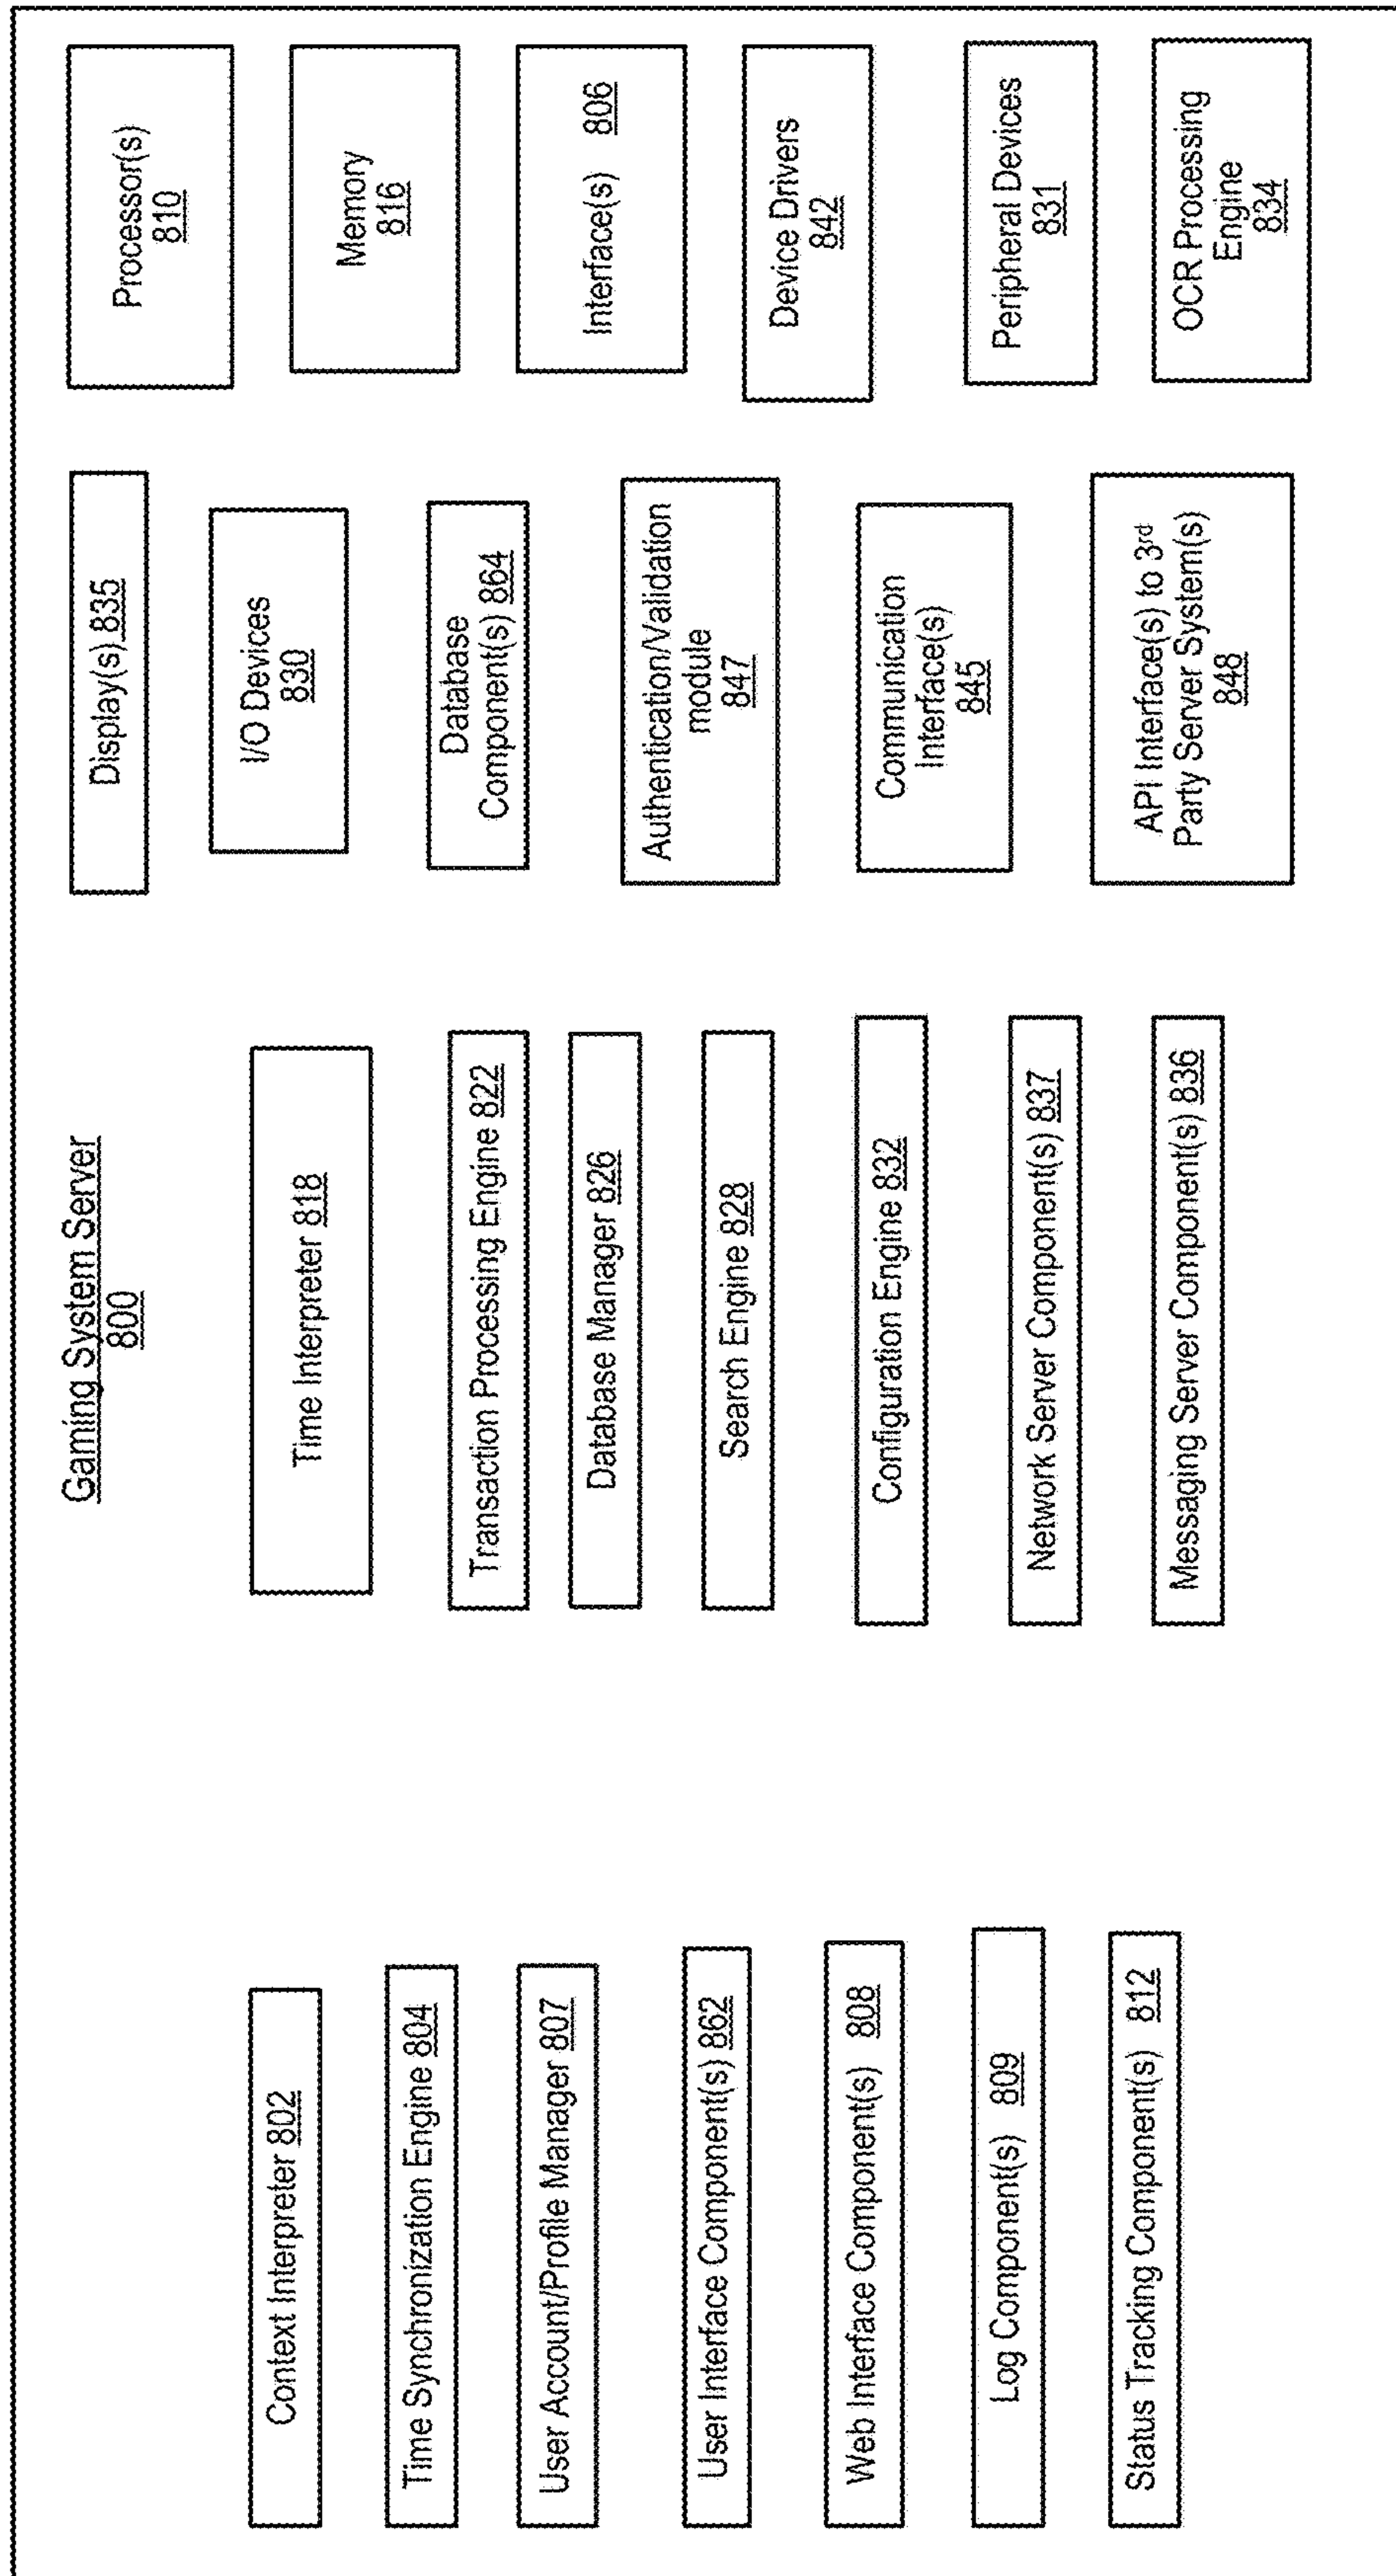 Gaming System Server
800
Context Interpreter 802
Time Synchronization Engine 804
User Account/Profile Manager 807
User Interface Component(s) 862
Web Interface Component(s) 808
Log Component(s) 809
Status Tracking Component(s) 812
Time Interpreter 818
Transaction Processing Engine 822
Database Manager 826
Search Engine 828
Configuration Engine 832
Network Server Component(s) 837
Messaging Server Component(s) 836
Display(s) 835
I/O Devices
830
Database
Component(s) 864
Authentication/Validation
module
847
Communication
Interface(s)
845
API Interface(s) to 3rd
Party Server System(s)
848
Processor(s)
810
Memory
816
Interface(s) 806
Device Drivers
842
Peripheral Devices
831
OCR Processing
Engine
834